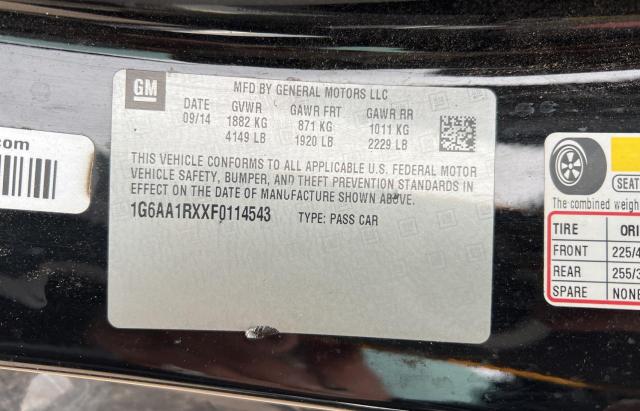 GM
MFD BY GENERAL MOTORS LLC
DATE GVWR GAWR FRT GAWR RR
09/14 1882 KG 871 KG 1011 KG
4149 LB 1920 LB 2229 LB
THIS VEHICLE CONFORMS TO ALL APPLICABLE U.S. FEDERAL MOTOR
VEHICLE SAFETY, BUMPER, AND THEFT PREVENTION STANDARDS IN
EFFECT ON THE DATE OF MANUFACTURE SHOWN ABOVE.
1G6AA1RXXF0114543 TYPE: PASS CAR
.com
SEAT
The combined weigh
TIRE ORI
FRONT 225/4
REAR 255/3
SPARE NONE